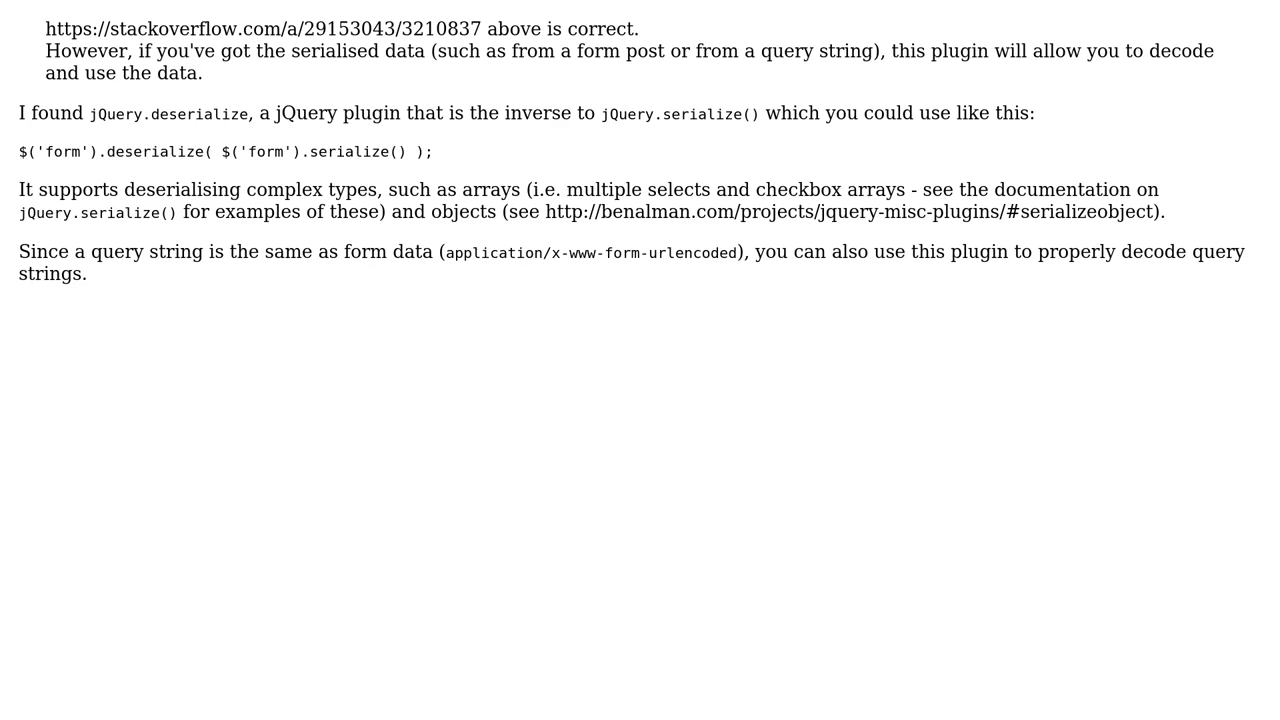 https://stackoverflow.com/a/29153043/3210837 above is correct.
However, if you've got the serialised data (such as from a form post or from a query string), this plugin will allow you to decode
and use the data.
I found jQuery.deserialize, a jQuery plugin that is the inverse to jQuery.serialize() which you could use like this:
$('form').deserialize( $('form').serialize() );
It supports deserialising complex types, such as arrays (i.e. multiple selects and checkbox arrays - see the documentation on
jQuery.serialize() for examples of these) and objects (see http://benalman.com/projects/jquery-misc-plugins/#serializeobject).
Since a query string is the same as form data (application/x-www-form-urlencoded), you can also use this plugin to properly decode query
strings.